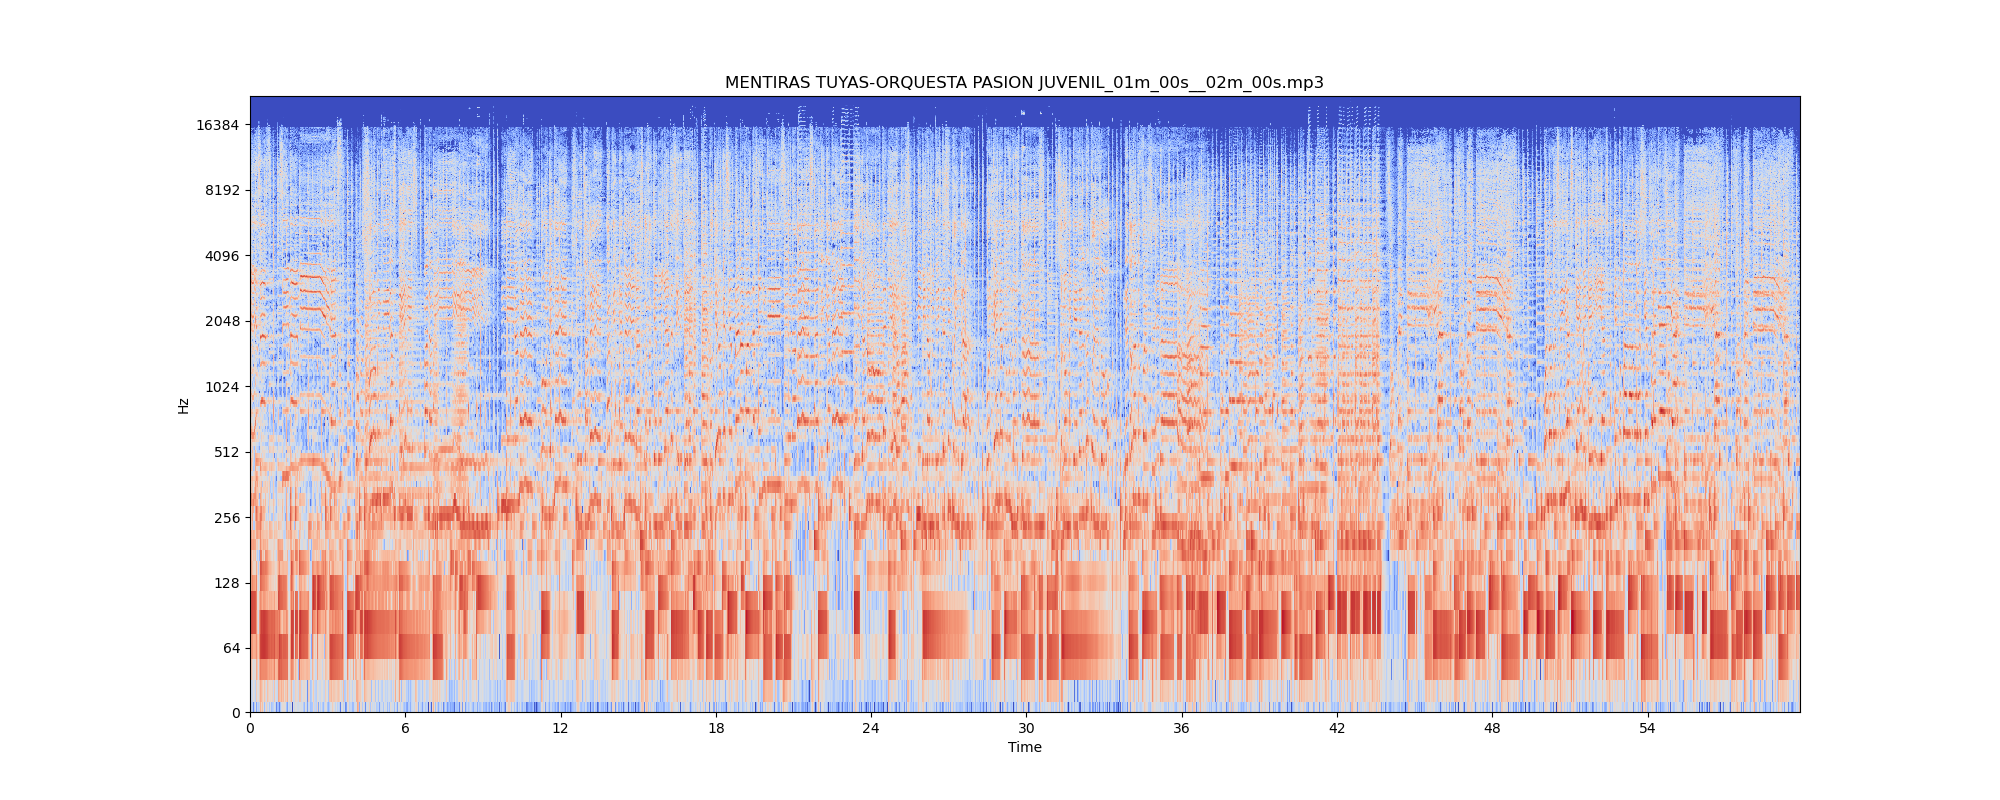 MENTIRAS TUYAS-ORQUESTA PASION JUVENIL_01m_00s__02m_00s.mp3
16384
8192
4096
2048
1024
512
256
128
64
0
Hz
0 6 12 18 24 30 36 42 48 54
Time